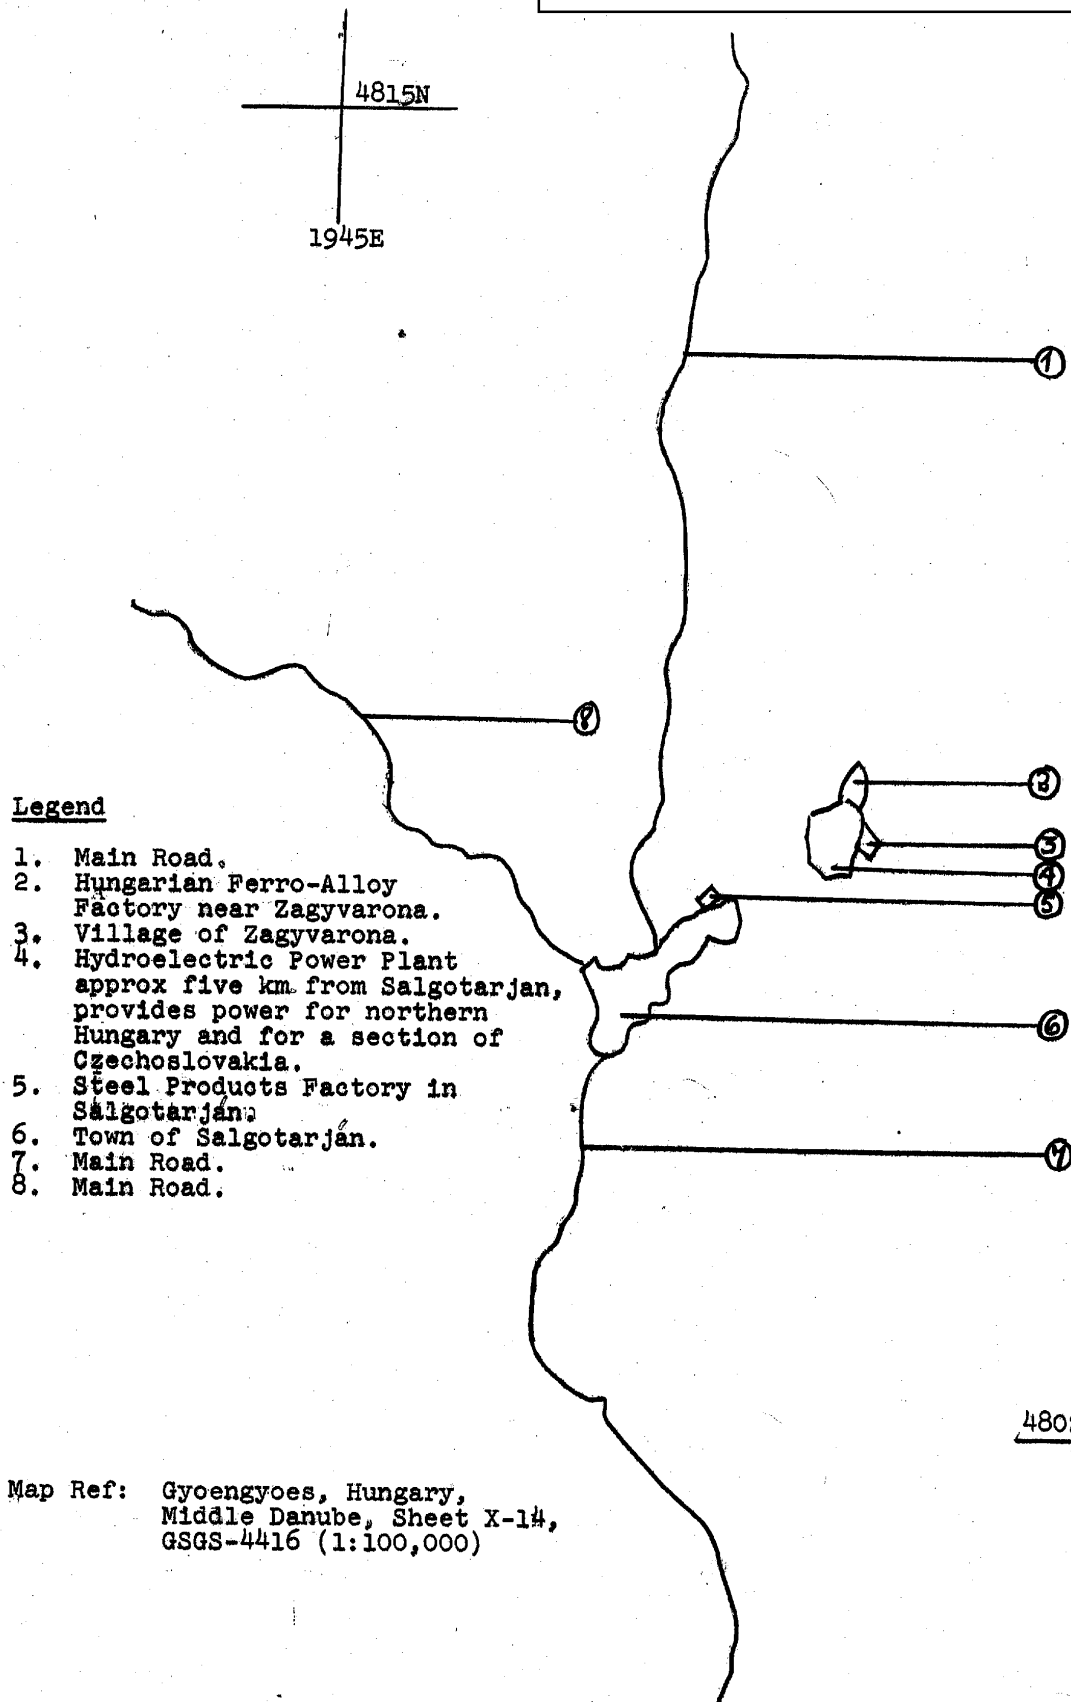 4815N
1945E
1
8
2
3
4
5
6
7
Legend
1. Main Road.
2. Hungarian Ferro-Alloy
Factory near Zagyvarona.
3. Village of Zagyvarona.
4. Hydroelectric Power Plant
approx five km from Salgotarjan,
provides power for northern
Hungary and for a section of
Czechoslovakia.
5. Steel Products Factory in
Salgotarján.
6. Town of Salgotarján.
7. Main Road.
8. Main Road.
Map Ref: Gyoengyoes, Hungary,
Middle Danube, Sheet X-14,
GSGS-4416 (1:100,000)